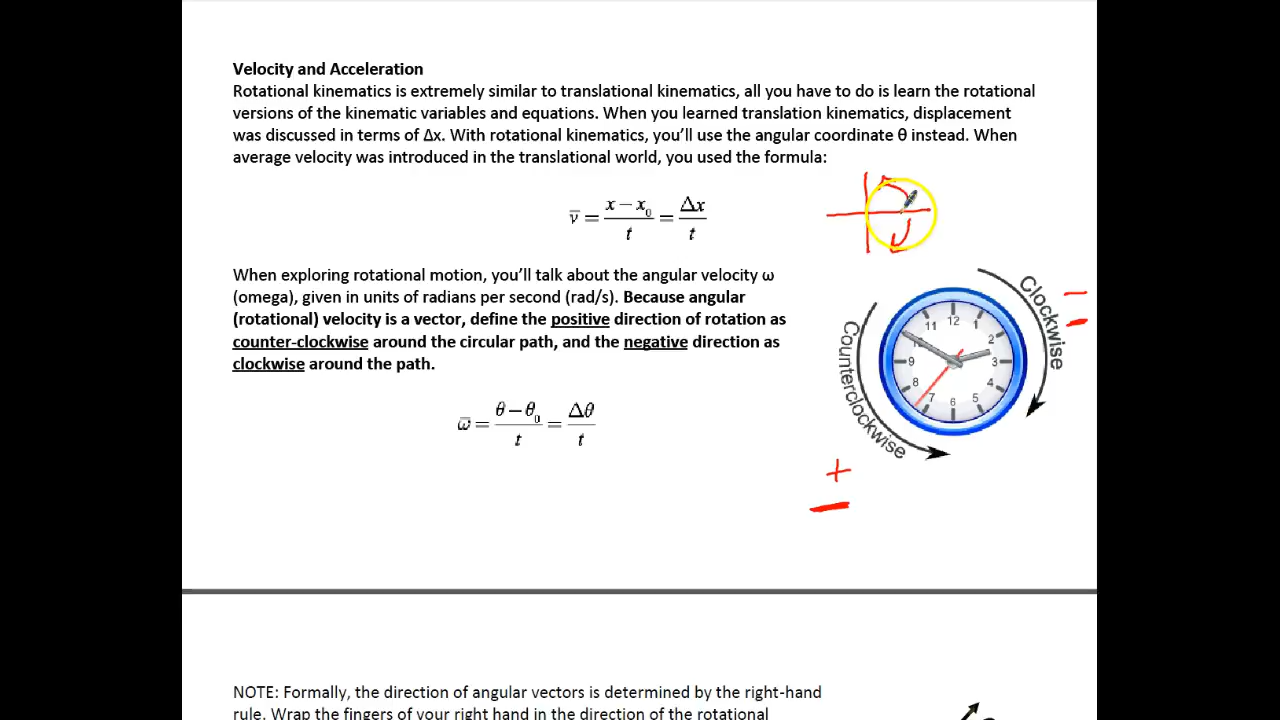 Velocity and Acceleration
Rotational kinematics is extremely similar to translational kinematics, all you have to do is learn the rotational
versions of the kinematic variables and equations. When you learned translation kinematics, displacement
was discussed in terms of Δx. With rotational kinematics, you’ll use the angular coordinate θ instead. When
average velocity was introduced in the translational world, you used the formula:
v̅ = (x − x₀)/t = Δx/t
When exploring rotational motion, you’ll talk about the angular velocity ω
(omega), given in units of radians per second (rad/s). Because angular
(rotational) velocity is a vector, define the positive direction of rotation as
counter-clockwise around the circular path, and the negative direction as
clockwise around the path.
ω̅ = (θ − θ₀)/t = Δθ/t
Clockwise
−
Counterclockwise
+
12
1
2
3
4
5
6
7
8
9
11
NOTE: Formally, the direction of angular vectors is determined by the right-hand
rule. Wrap the fingers of your right hand in the direction of the rotational